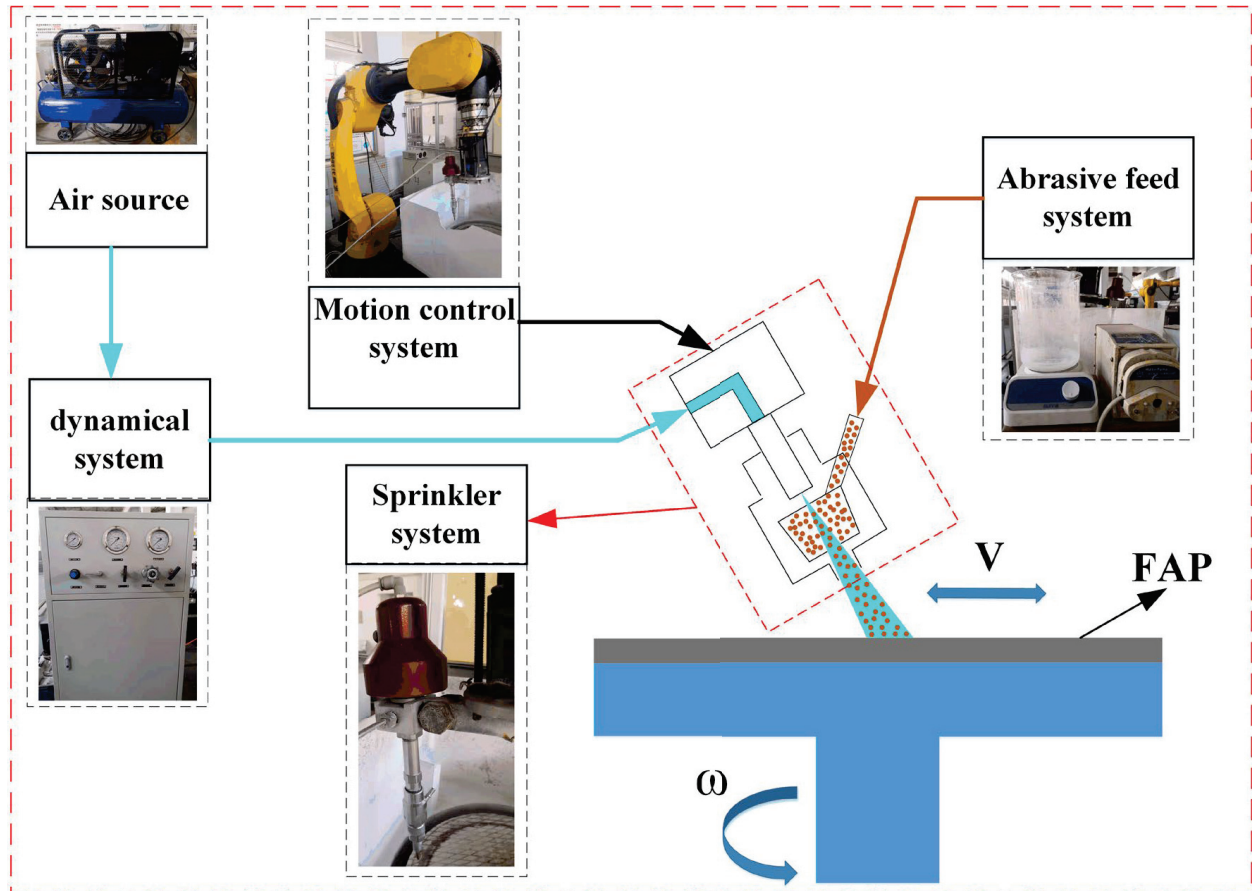 Air source
Motion control
system
Abrasive feed
system
dynamical
system
Sprinkler
system
V
FAP
ω